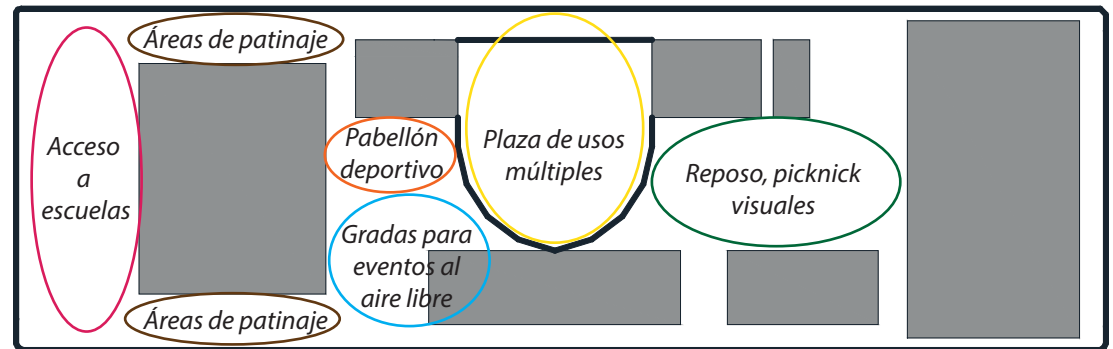 Áreas de patinaje
Acceso
a
escuelas
Pabellón
deportivo
Gradas para
eventos al
aire libre
Áreas de patinaje
Plaza de usos
múltiples
Reposo, picknick
visuales